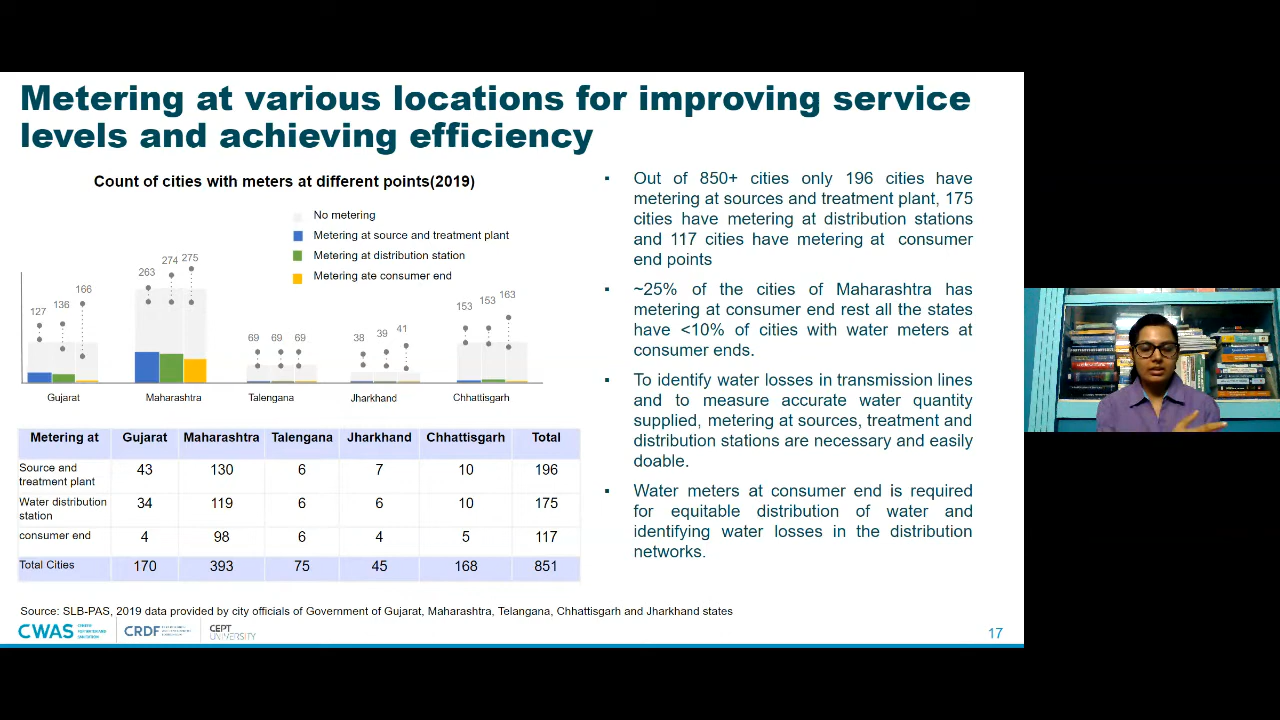 Metering at various locations for improving service
levels and achieving efficiency
Count of cities with meters at different points(2019)
No metering
Metering at source and treatment plant
Metering at distribution station
Metering ate consumer end
127 136 166
263 274 275
69 69 69
38 39 41
153 153 163
Gujarat Maharashtra Talengana Jharkhand Chhattisgarh
Metering at Gujarat Maharashtra Talengana Jharkhand Chhattisgarh Total
Source and treatment plant 43 130 6 7 10 196
Water distribution station 34 119 6 6 10 175
consumer end 4 98 6 4 5 117
Total Cities 170 393 75 45 168 851
▪ Out of 850+ cities only 196 cities have
metering at sources and treatment plant, 175
cities have metering at distribution stations
and 117 cities have metering at consumer
end points
▪ ~25% of the cities of Maharashtra has
metering at consumer end rest all the states
have <10% of cities with water meters at
consumer ends.
▪ To identify water losses in transmission lines
and to measure accurate water quantity
supplied, metering at sources, treatment and
distribution stations are necessary and easily
doable.
▪ Water meters at consumer end is required
for equitable distribution of water and
identifying water losses in the distribution
networks.
Source: SLB-PAS, 2019 data provided by city officials of Government of Gujarat, Maharashtra, Telangana, Chhattisgarh and Jharkhand states
CWAS
CRDF
CEPT
UNIVERSITY
17